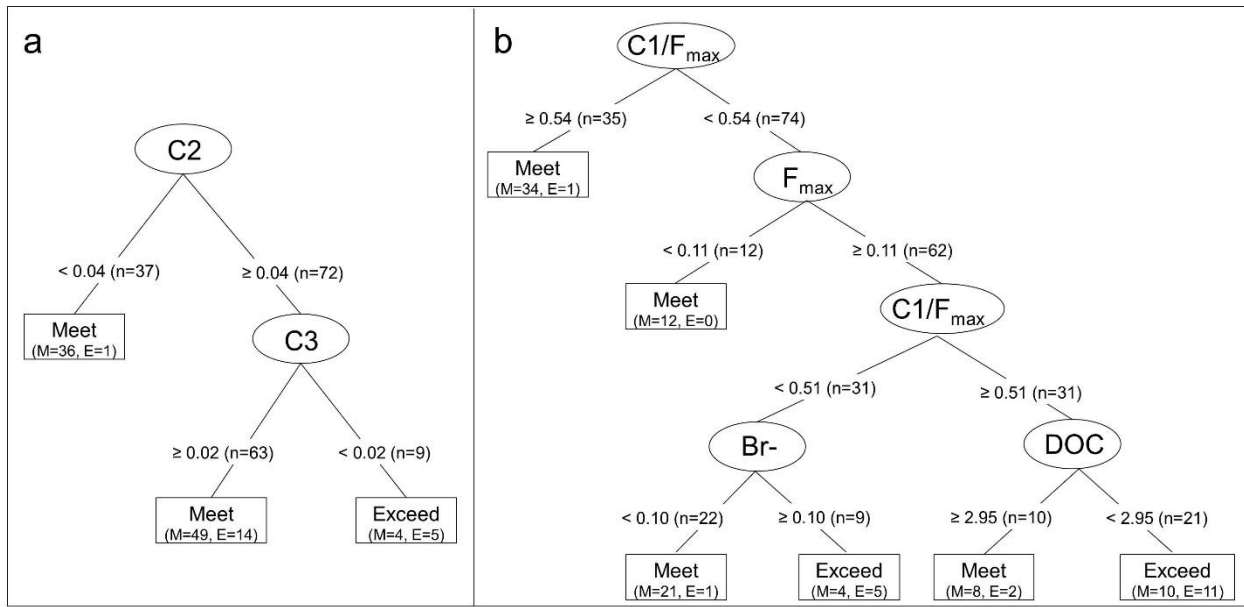 a
C2
< 0.04 (n=37)
≥ 0.04 (n=72)
Meet
(M=36, E=1)
C3
≥ 0.02 (n=63)
< 0.02 (n=9)
Meet
(M=49, E=14)
Exceed
(M=4, E=5)
b
C1/Fmax
≥ 0.54 (n=35)
< 0.54 (n=74)
Meet
(M=34, E=1)
Fmax
< 0.11 (n=12)
≥ 0.11 (n=62)
Meet
(M=12, E=0)
C1/Fmax
< 0.51 (n=31)
≥ 0.51 (n=31)
Br-
DOC
< 0.10 (n=22)
≥ 0.10 (n=9)
≥ 2.95 (n=10)
< 2.95 (n=21)
Meet
(M=21, E=1)
Exceed
(M=4, E=5)
Meet
(M=8, E=2)
Exceed
(M=10, E=11)